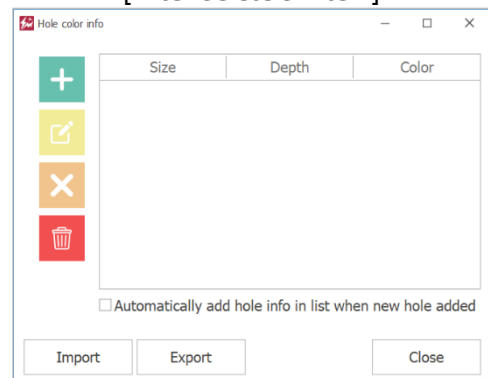 Hole color info
Size Depth Color
Automatically add hole info in list when new hole added
Import Export Close